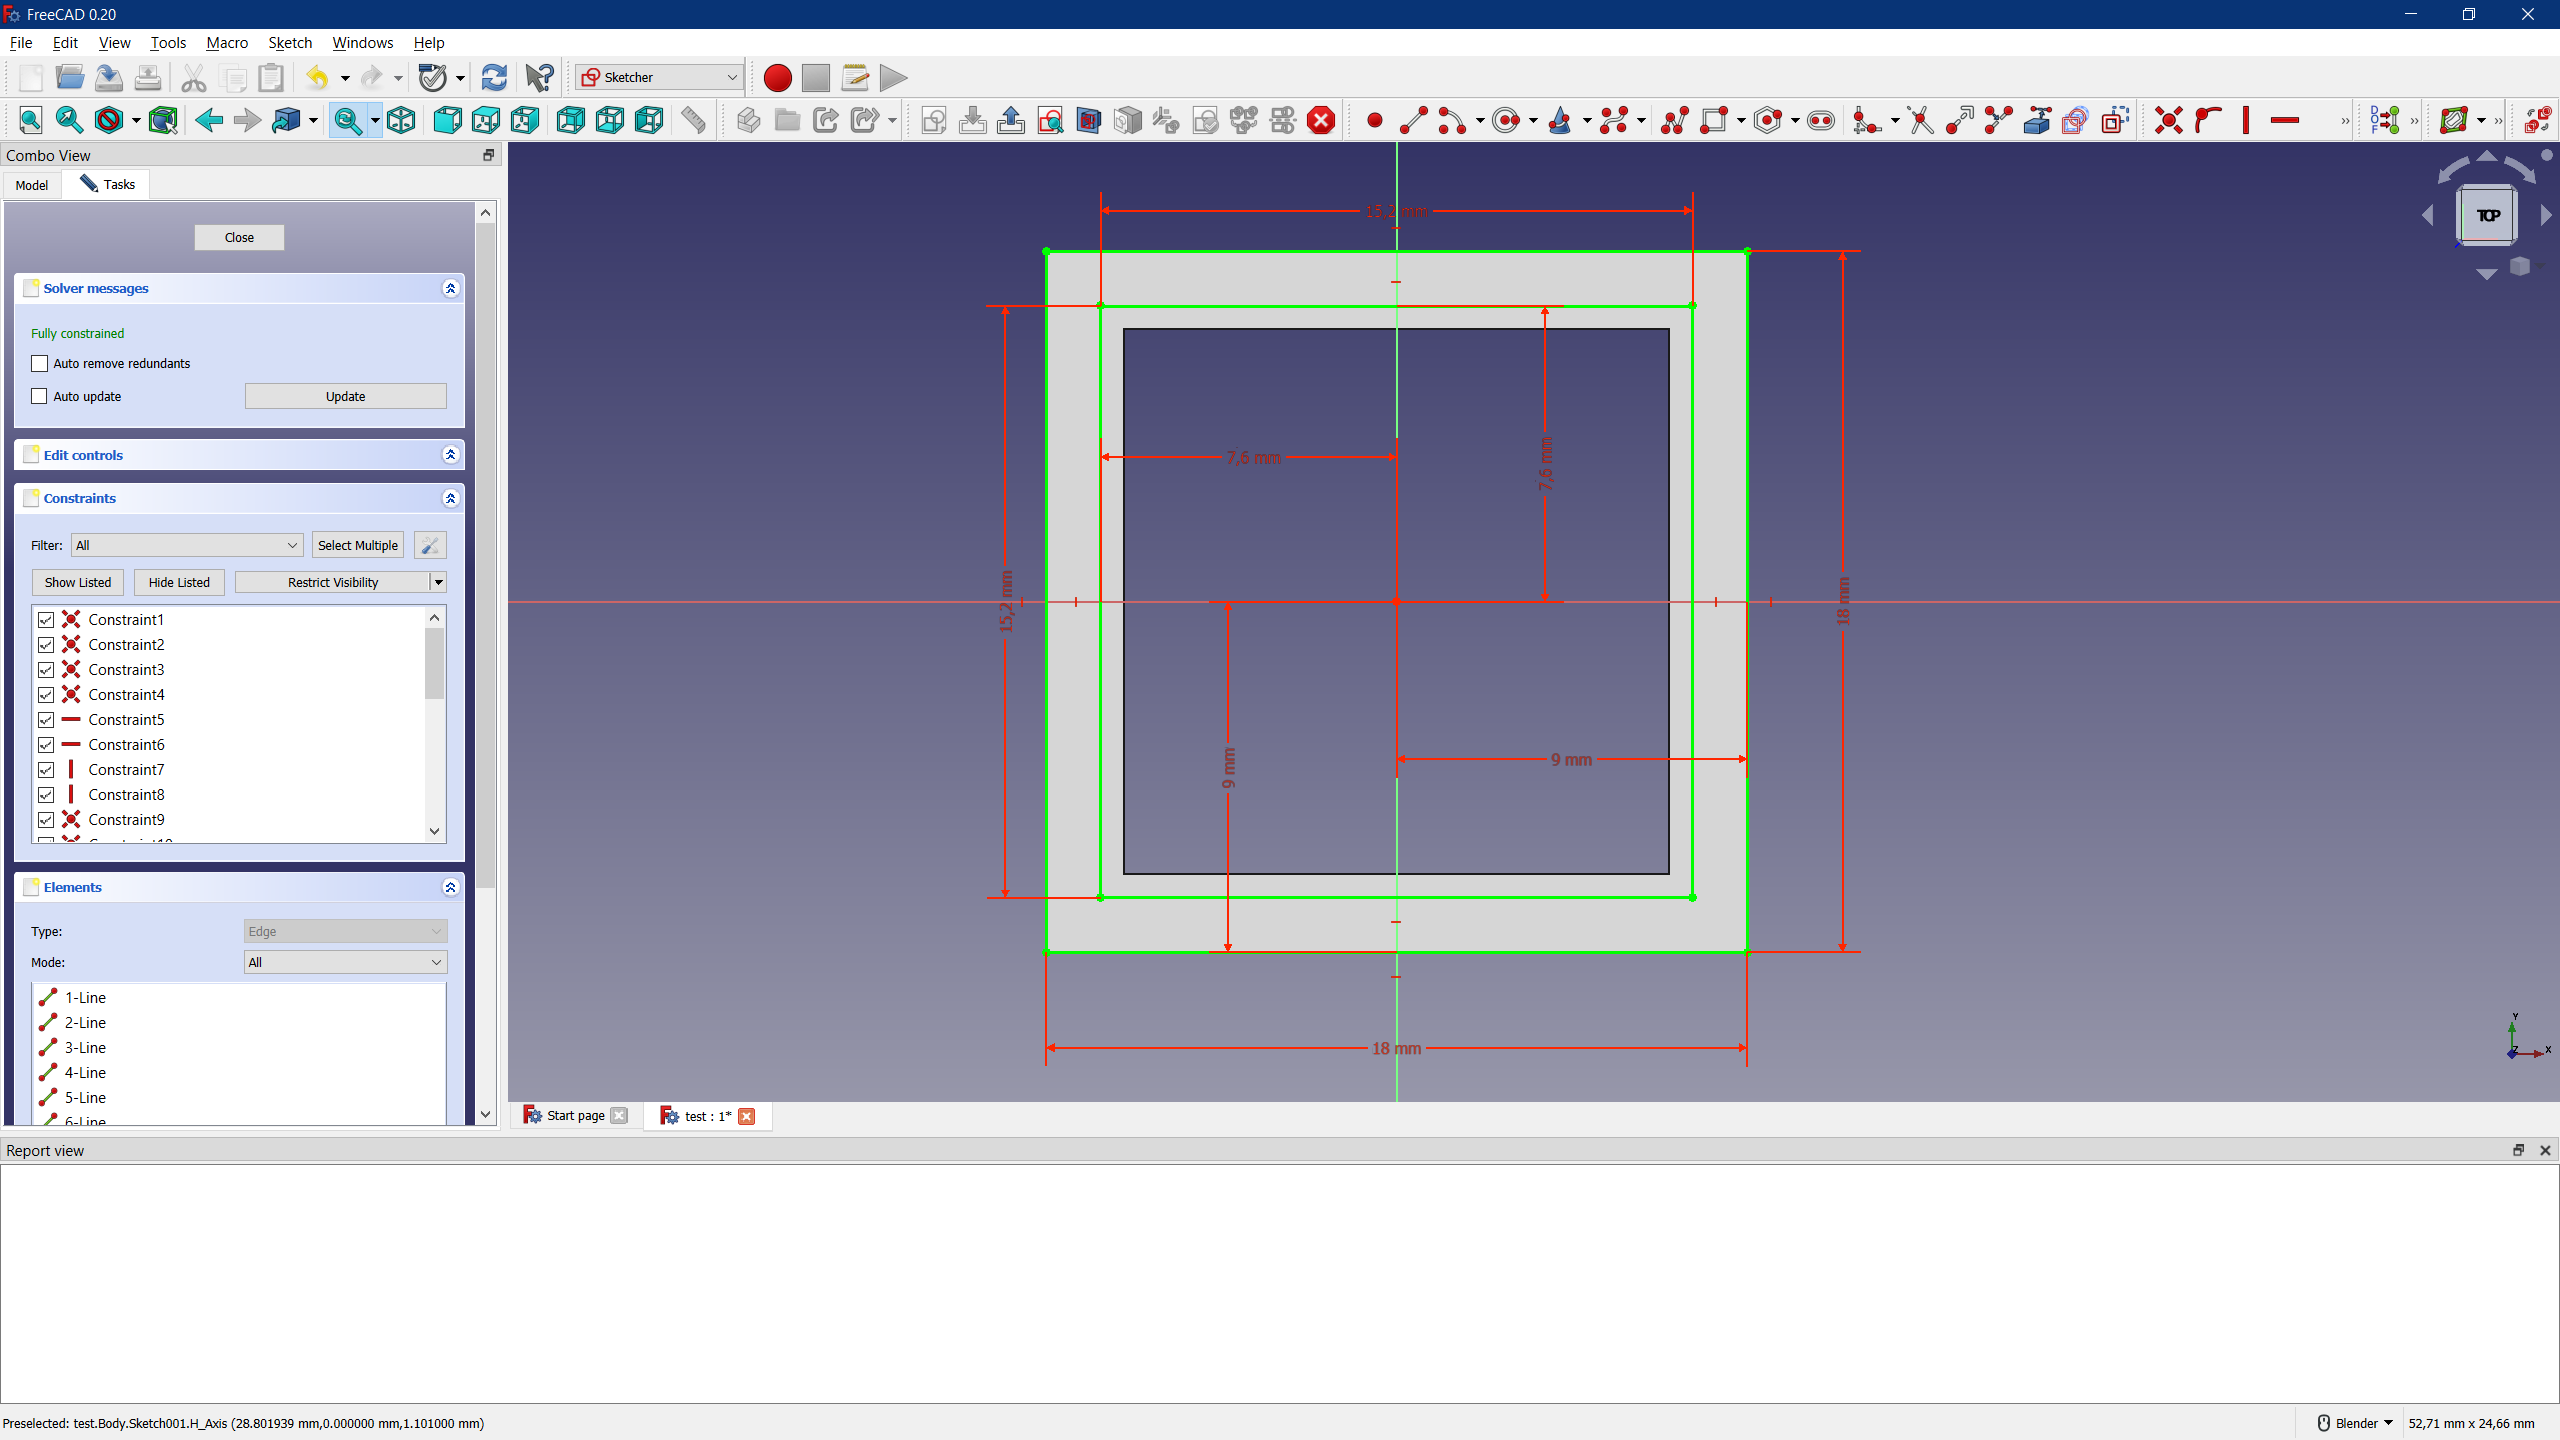 FreeCAD 0.20
File Edit View Tools Macro Sketch Windows Help
Sketcher
Combo View
Model Tasks
Close
Solver messages
Fully constrained
Auto remove redundants
Auto update Update
Edit controls
Constraints
Filter: All Select Multiple
Show Listed Hide Listed Restrict Visibility
Constraint1
Constraint2
Constraint3
Constraint4
Constraint5
Constraint6
Constraint7
Constraint8
Constraint9
Constraint10
Elements
Type: Edge
Mode: All
1-Line
2-Line
3-Line
4-Line
5-Line
6-Line
15,2 mm
7,6 mm
7,6 mm
15,2 mm
18 mm
9 mm
9 mm
18 mm
TOP
Y
Z
X
DOF
Start page test : 1*
Report view
Preselected: test.Body.Sketch001.H_Axis (28.801939 mm,0.000000 mm,1.101000 mm)
Blender 52,71 mm x 24,66 mm